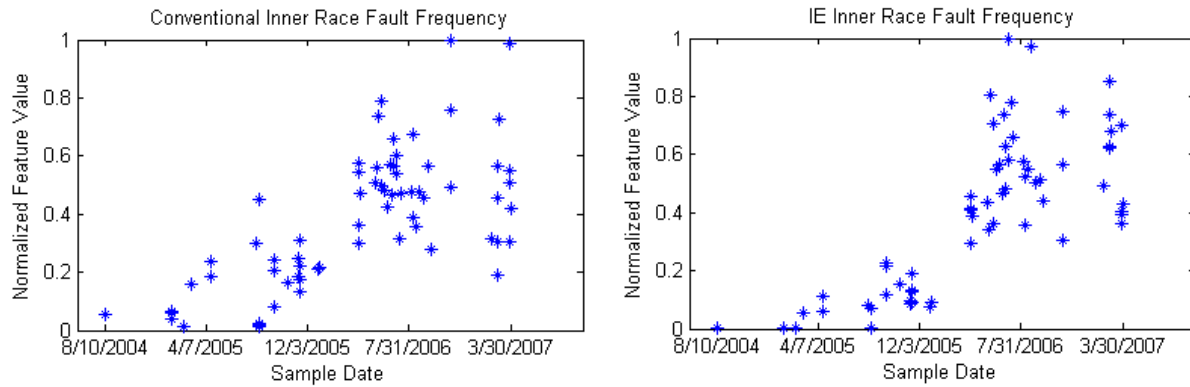 Conventional Inner Race Fault Frequency
Normalized Feature Value
1
0.8
0.6
0.4
0.2
0
8/10/2004 4/7/2005 12/3/2005 7/31/2006 3/30/2007
Sample Date
IE Inner Race Fault Frequency
Normalized Feature Value
1
0.8
0.6
0.4
0.2
0
8/10/2004 4/7/2005 12/3/2005 7/31/2006 3/30/2007
Sample Date